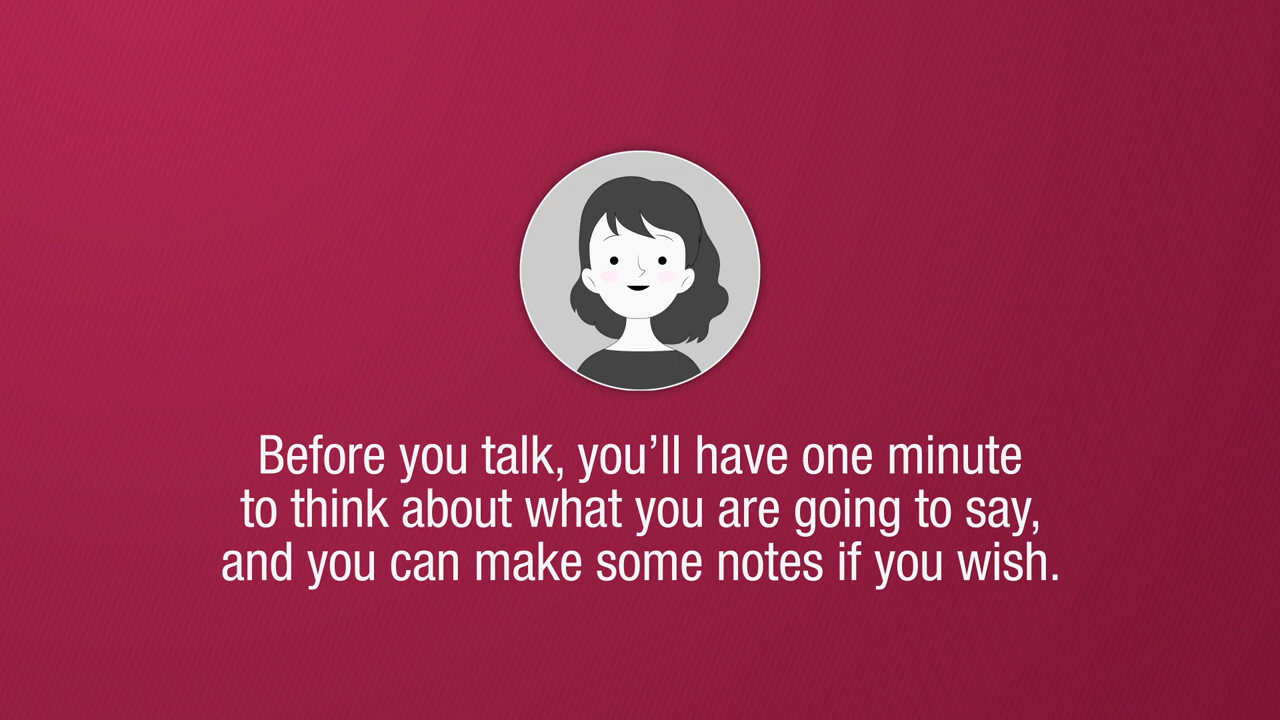 Before you talk, you’ll have one minute
to think about what you are going to say,
and you can make some notes if you wish.